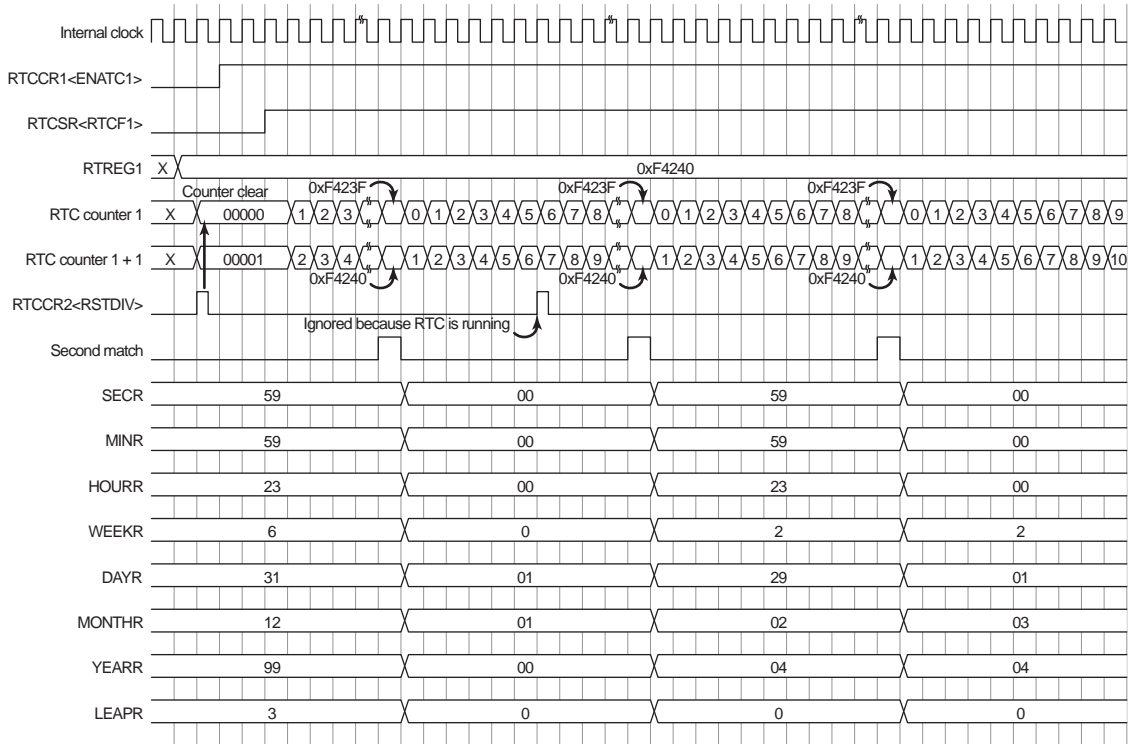 Internal clock
RTCCR1<ENATC1>
RTCSR<RTCF1>
RTREG1 X 0xF4240
Counter clear 0xF423F 0xF423F 0xF423F
RTC counter 1 X 00000 1 2 3 0 1 2 3 4 5 6 7 8 0 1 2 3 4 5 6 7 8 0 1 2 3 4 5 6 7 8 9
RTC counter 1 + 1 X 00001 2 3 4 1 2 3 4 5 6 7 8 9 1 2 3 4 5 6 7 8 9 1 2 3 4 5 6 7 8 9 10
0xF4240 0xF4240 0xF4240
RTCCR2<RSTDIV>
Ignored because RTC is running
Second match
SECR 59 00 59 00
MINR 59 00 59 00
HOURR 23 00 23 00
WEEKR 6 0 2 2
DAYR 31 01 29 01
MONTHR 12 01 02 03
YEARR 99 00 04 04
LEAPR 3 0 0 0